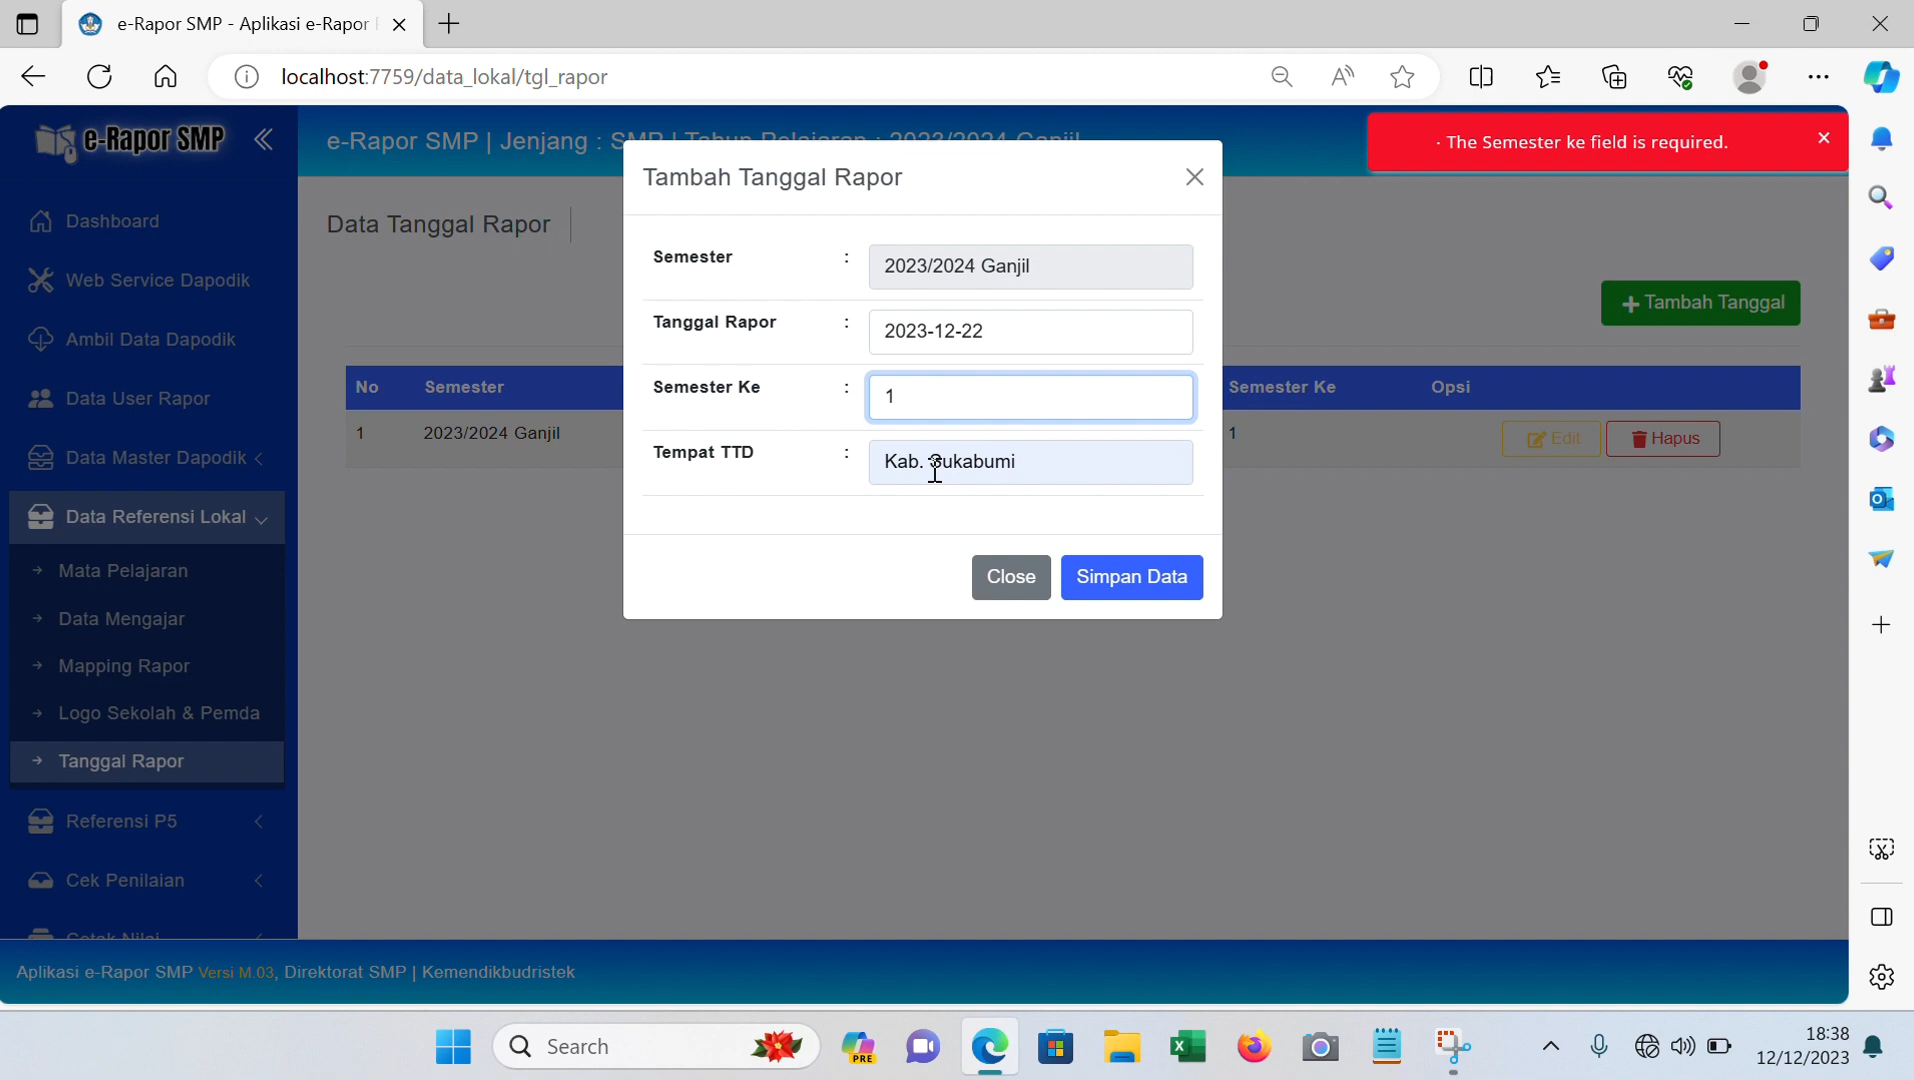 e-Rapor SMP - Aplikasi e-Rapor
localhost:7759/data_lokal/tgl_rapor
e-Rapor SMP
e-Rapor SMP | Jenjang : SMP | Tahun Pelajaran : 2023/2024 Ganjil
· The Semester ke field is required.
Dashboard
Web Service Dapodik
Ambil Data Dapodik
Data User Rapor
Data Master Dapodik
Data Referensi Lokal
Mata Pelajaran
Data Mengajar
Mapping Rapor
Logo Sekolah & Pemda
Tanggal Rapor
Referensi P5
Cek Penilaian
Cetak Nilai
Data Tanggal Rapor
Tambah Tanggal
No Semester Semester Ke Opsi
1 2023/2024 Ganjil 1 Edit Hapus
Tambah Tanggal Rapor
Semester : 2023/2024 Ganjil
Tanggal Rapor : 2023-12-22
Semester Ke : 1
Tempat TTD : Kab. Sukabumi
Close Simpan Data
Aplikasi e-Rapor SMP Versi M.03, Direktorat SMP | Kemendikbudristek
Search
PRE
18:38
12/12/2023